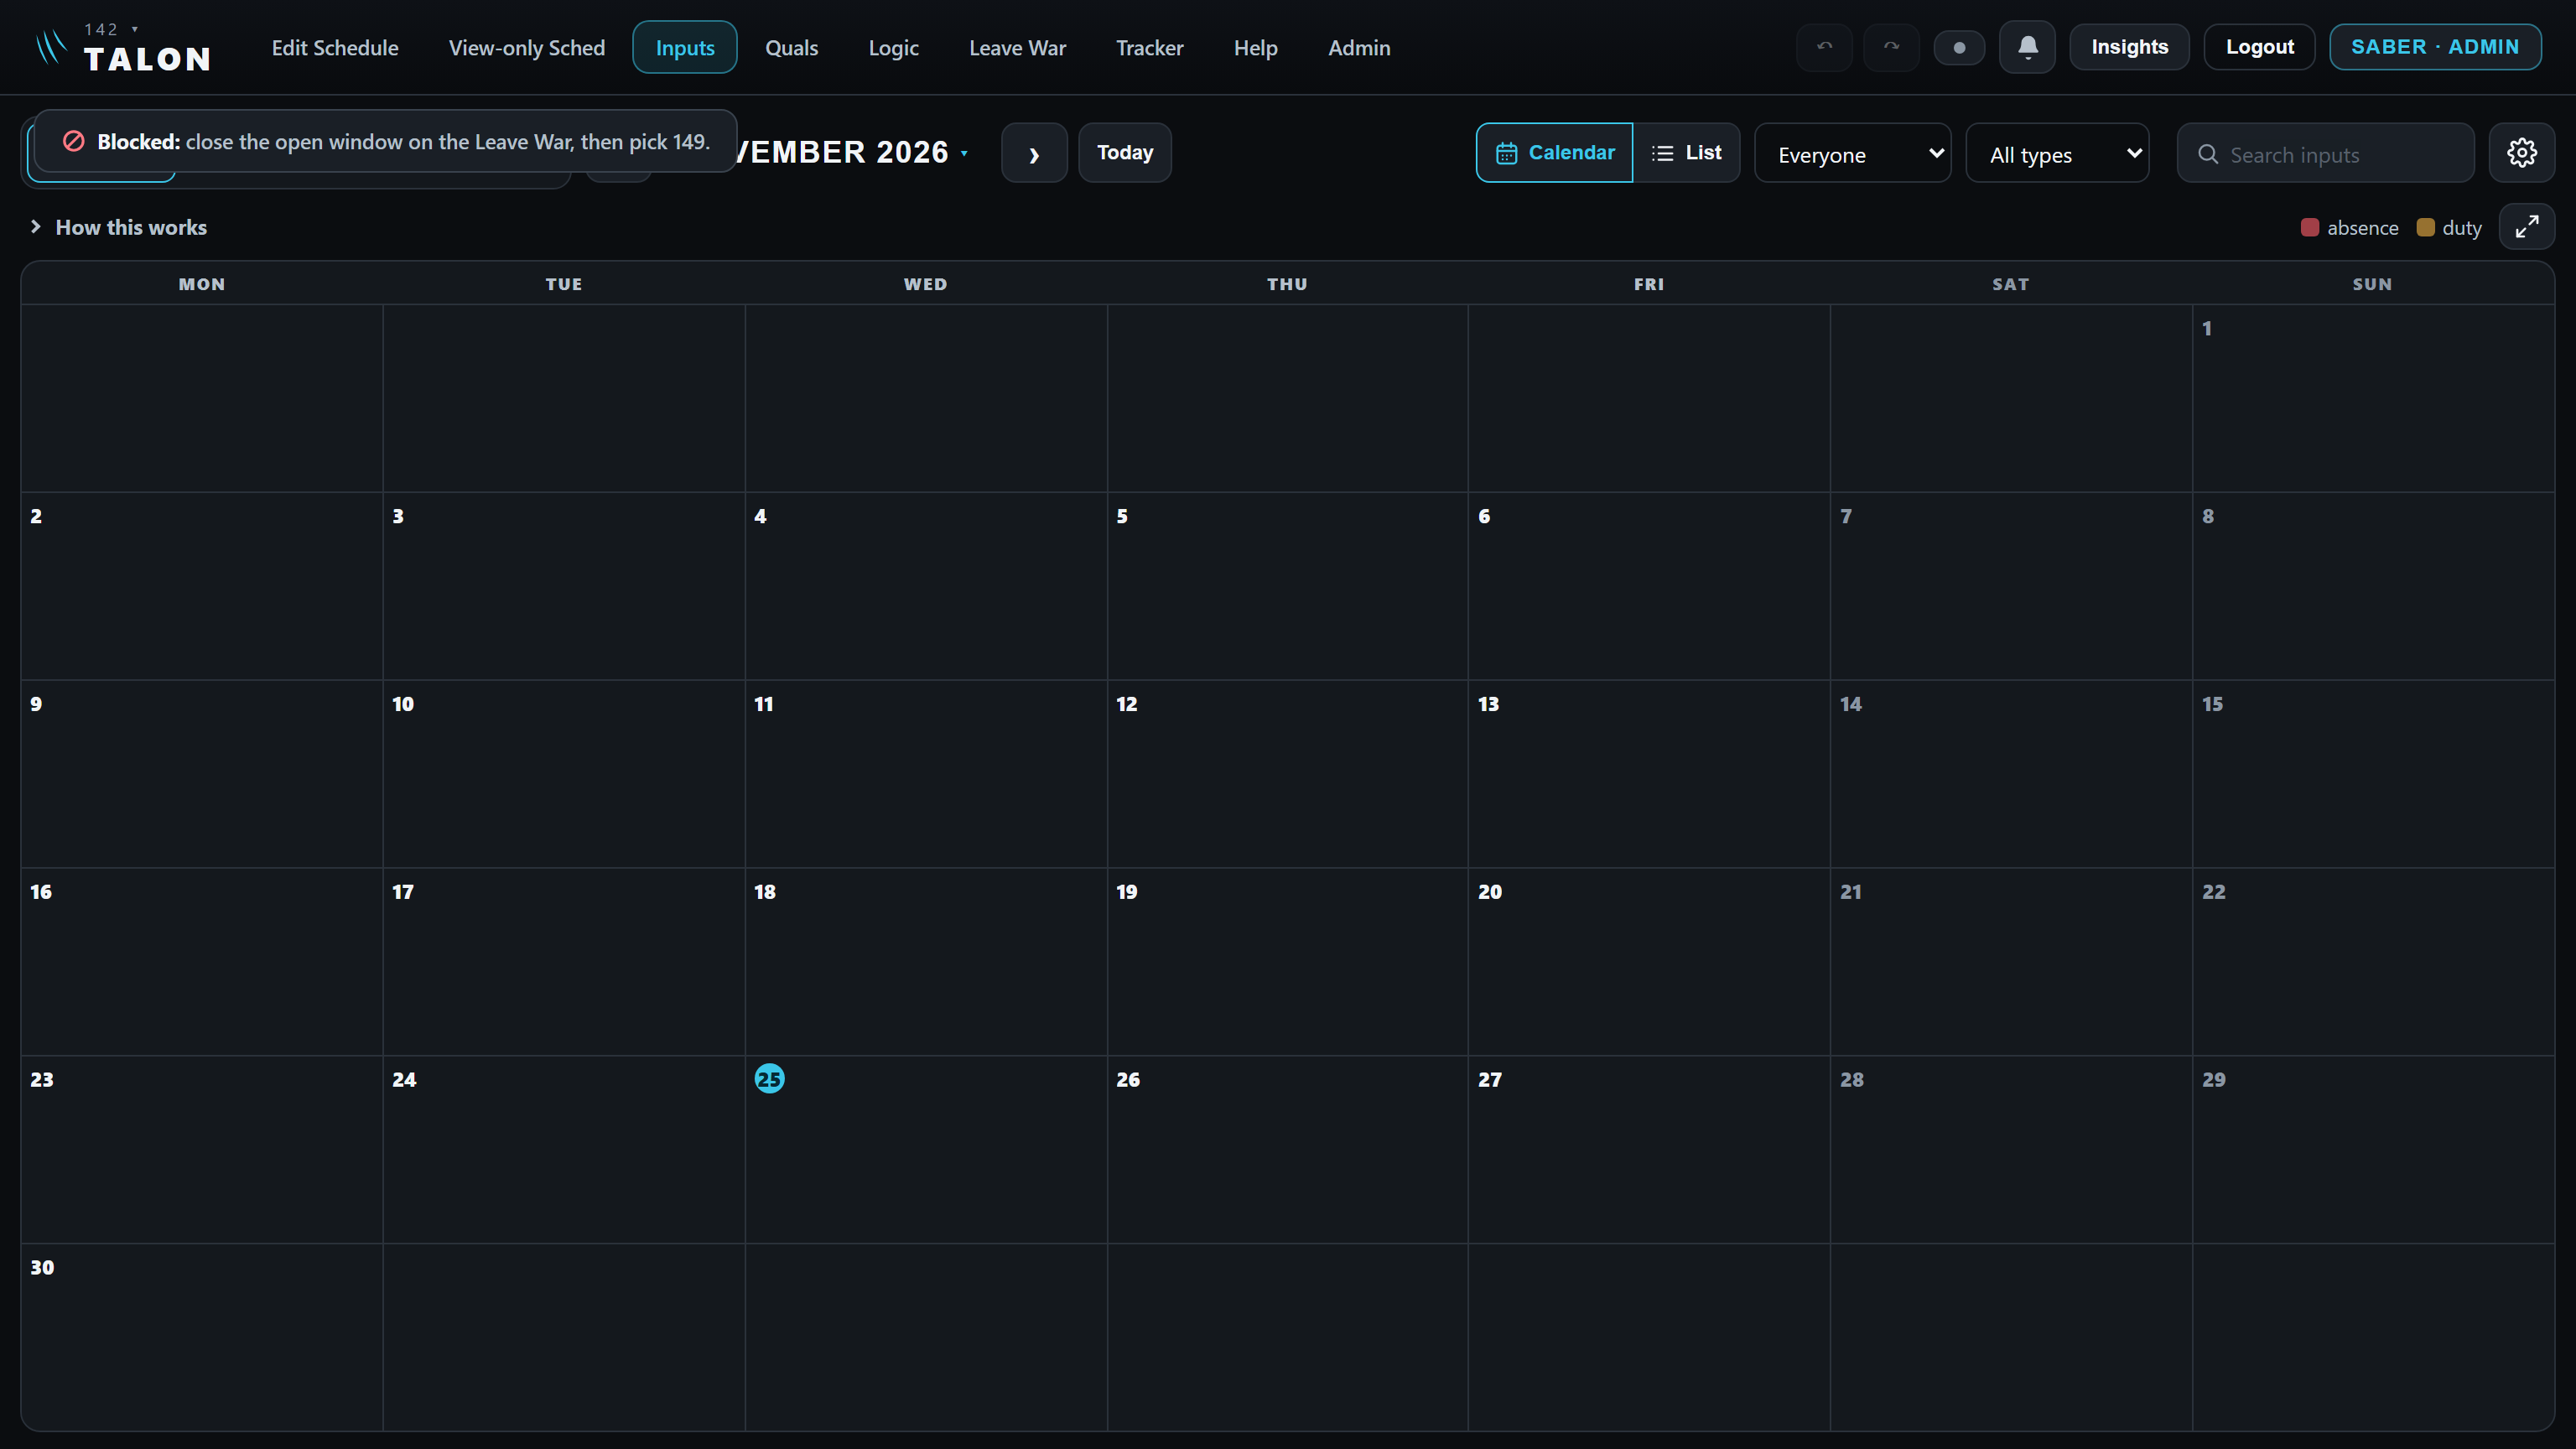 142 ▾
TALON
Edit Schedule
View-only Sched
Inputs
Quals
Logic
Leave War
Tracker
Help
Admin
Insights
Logout
SABER · ADMIN
Blocked: close the open window on the Leave War, then pick 149.
VEMBER 2026 ▾
›
Today
Calendar
List
Everyone
All types
Search inputs
How this works
absence
duty
MON TUE WED THU FRI SAT SUN
1
2 3 4 5 6 7 8
9 10 11 12 13 14 15
16 17 18 19 20 21 22
23 24 25 26 27 28 29
30